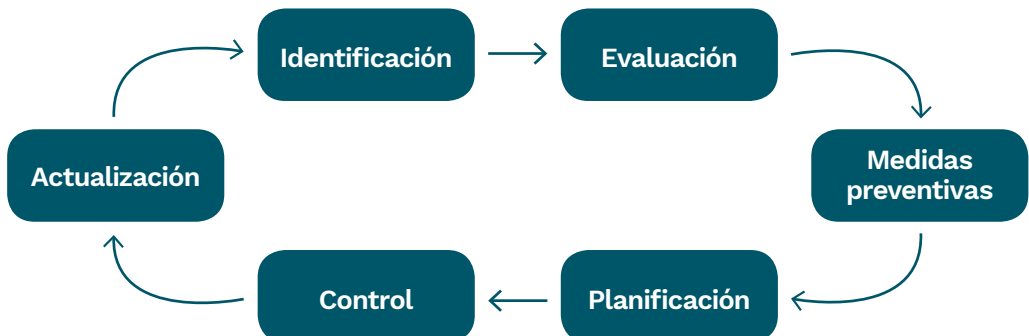 Identificación
Evaluación
Medidas
preventivas
Planificación
Control
Actualización